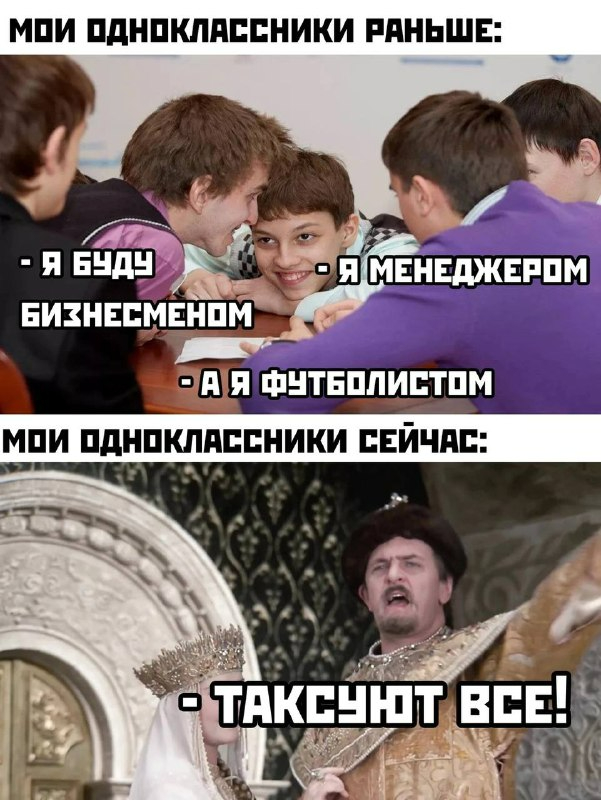 МОИ ОДНОКЛАССНИКИ РАНЬШЕ:
- Я БУДУ
БИЗНЕСМЕНОМ
- Я МЕНЕДЖЕРОМ
- А Я ФУТБОЛИСТОМ
МОИ ОДНОКЛАССНИКИ СЕЙЧАС:
- ТАКСУЮТ ВСЕ!